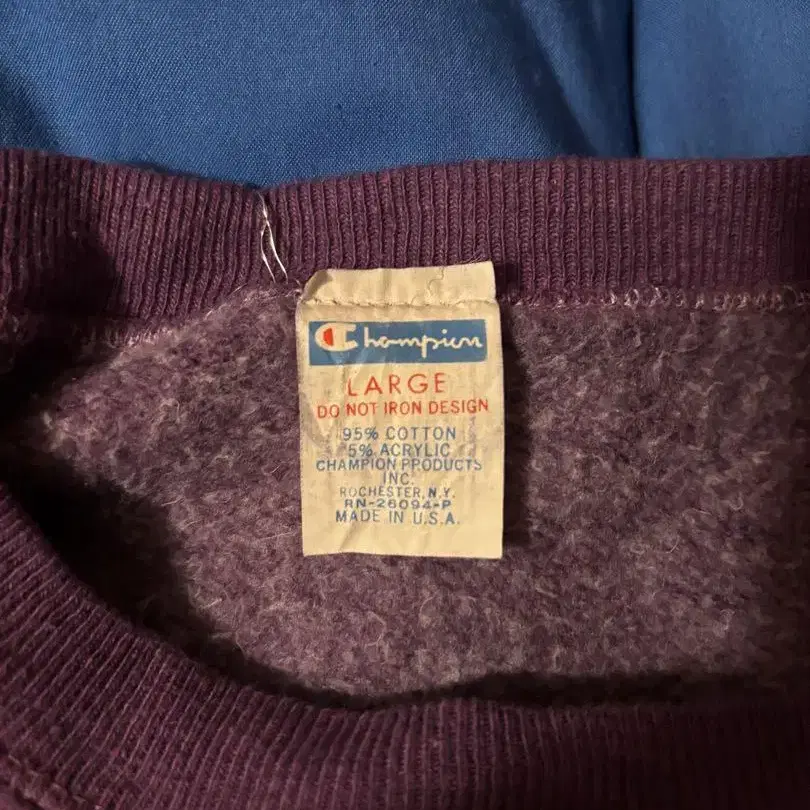 Champion
LARGE
DO NOT IRON DESIGN
95% COTTON
5% ACRYLIC
CHAMPION PRODUCTS
INC.
ROCHESTER, N.Y.
RN-26094-P
MADE IN U.S.A.